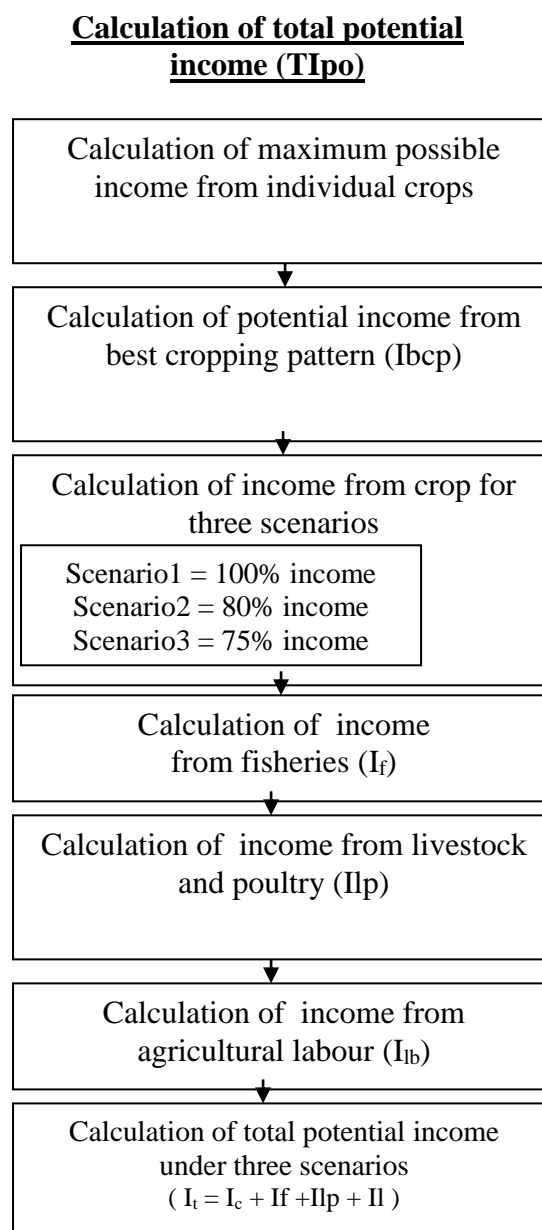 Calculation of total potential
income (TIpo)
Calculation of maximum possible
income from individual crops
Calculation of potential income from
best cropping pattern (Ibcp)
Calculation of income from crop for
three scenarios
Scenario1 = 100% income
Scenario2 = 80% income
Scenario3 = 75% income
Calculation of  income
from fisheries (If)
Calculation of  income from livestock
and poultry (Ilp)
Calculation of  income from
agricultural labour (Ilb)
Calculation of total potential income
under three scenarios
( It = Ic + If +Ilp + Il )